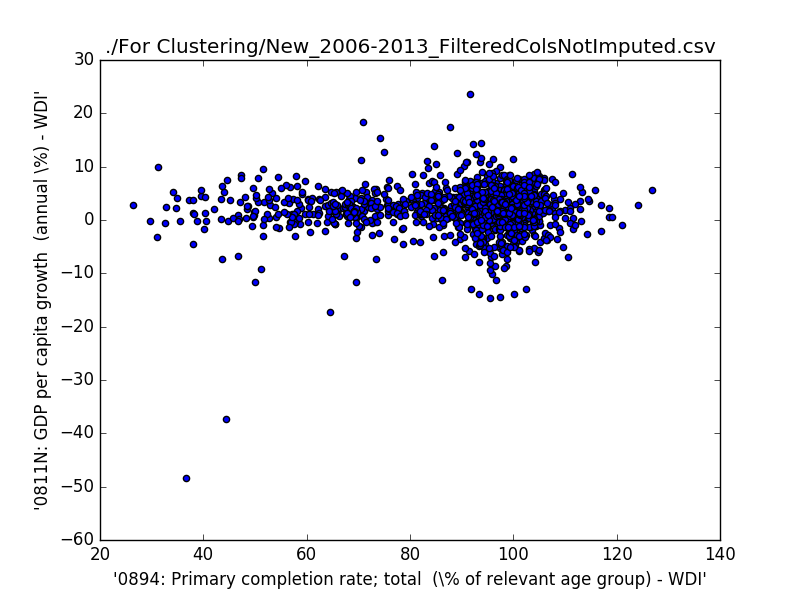 ./For Clustering/New_2006-2013_FilteredColsNotImputed.csv
30
20
10
0
−10
−20
−30
−40
−50
−60
'0811N: GDP per capita growth  (annual \%) - WDI'
20 40 60 80 100 120 140
'0894: Primary completion rate; total  (\% of relevant age group) - WDI'